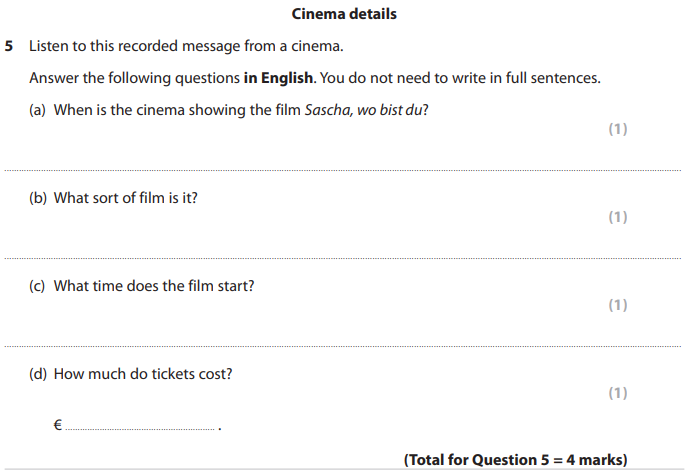 Cinema details
5 Listen to this recorded message from a cinema.
Answer the following questions in English. You do not need to write in full sentences.
(a) When is the cinema showing the film Sascha, wo bist du?
(1)
(b) What sort of film is it?
(1)
(c) What time does the film start?
(1)
(d) How much do tickets cost?
(1)
€ .
(Total for Question 5 = 4 marks)